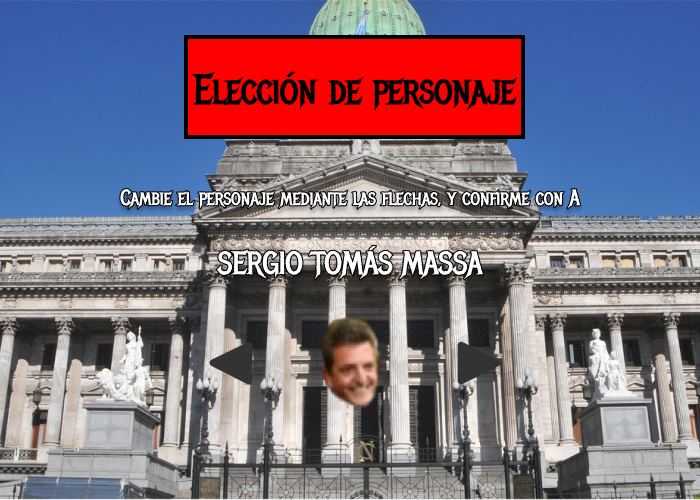 Elección de personaje
Cambie el personaje mediante las flechas, y confirme con A
SERGIO TOMÁS MASSA